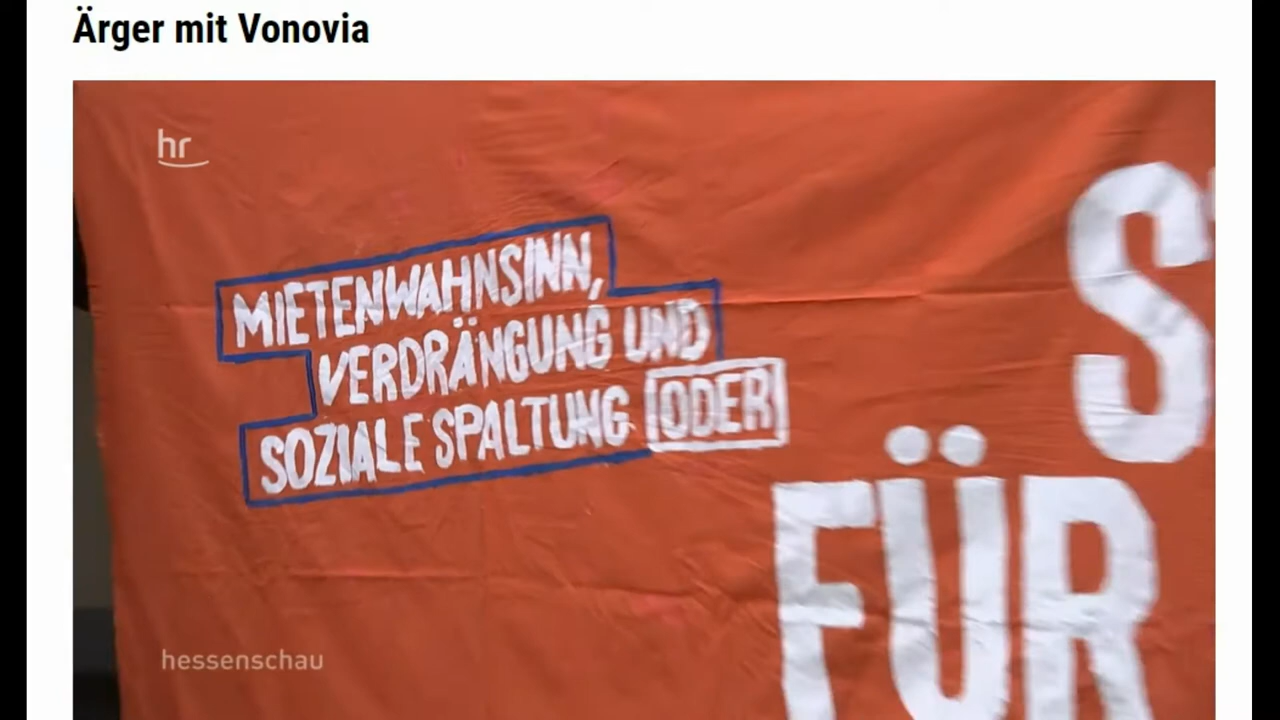 Ärger mit Vonovia
hr
MIETENWAHNSINN,
VERDRÄNGUNG UND
SOZIALE SPALTUNG ODER
S
FÜR
hessenschau